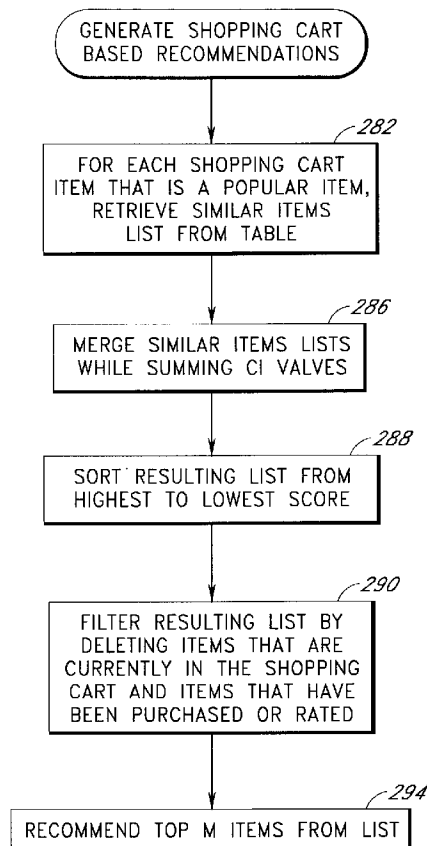 GENERATE SHOPPING CART
BASED RECOMMENDATIONS
282
FOR EACH SHOPPING CART
ITEM THAT IS A POPULAR ITEM,
RETRIEVE SIMILAR ITEMS
LIST FROM TABLE
286
MERGE SIMILAR ITEMS LISTS
WHILE SUMMING CI VALVES
288
SORT RESULTING LIST FROM
HIGHEST TO LOWEST SCORE
290
FILTER RESULTING LIST BY
DELETING ITEMS THAT ARE
CURRENTLY IN THE SHOPPING
CART AND ITEMS THAT HAVE
BEEN PURCHASED OR RATED
294
RECOMMEND TOP M ITEMS FROM LIST